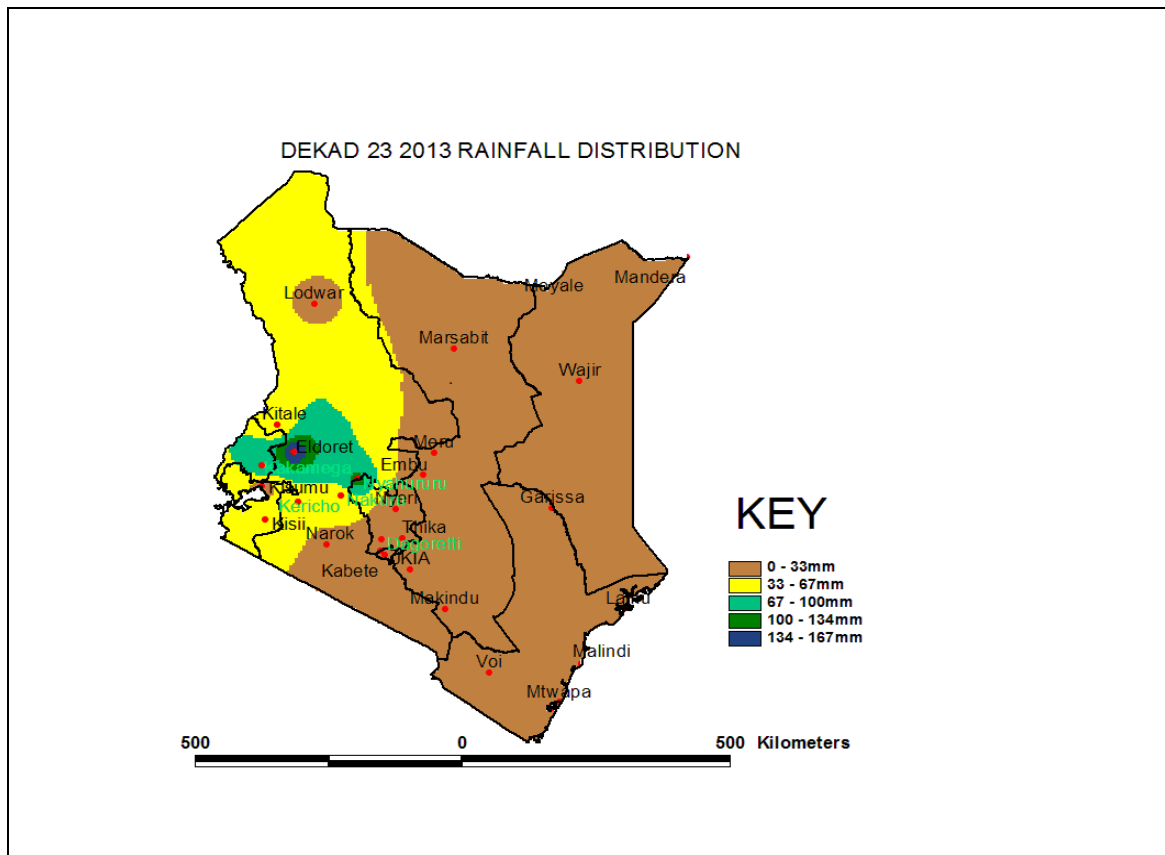 DEKAD 23 2013 RAINFALL DISTRIBUTION
Lodwar
Moyale
Mandera
Marsabit
Wajir
Kitale
Eldoret
Meru
Kakamega
Embu
Kisumu
Nyahururu
Kericho
Nakuru
Nyeri
Garissa
Kisii
Narok
Thika
Dagoretti
Kabete
JKIA
Makindu
Lamu
Voi
Malindi
Mtwapa
KEY
0 - 33mm
33 - 67mm
67 - 100mm
100 - 134mm
134 - 167mm
500 0 500 Kilometers